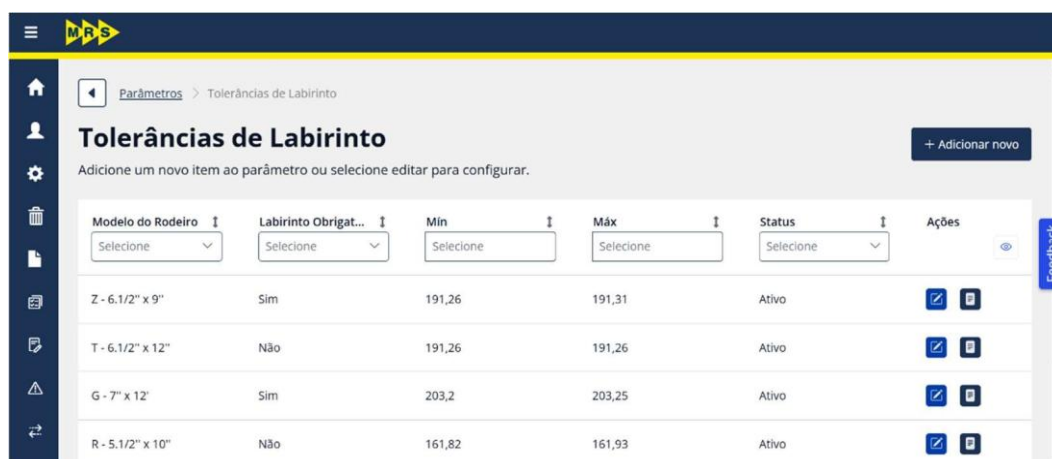 MRS
Parâmetros > Tolerâncias de Labirinto
Tolerâncias de Labirinto
+ Adicionar novo
Adicione um novo item ao parâmetro ou selecione editar para configurar.
Modelo do Rodeiro Labirinto Obrigat... Mín Máx Status Ações
Selecione Selecione Selecione Selecione Selecione
Feedback
Z - 6.1/2" x 9" Sim 191,26 191,31 Ativo
T - 6.1/2" x 12" Não 191,26 191,26 Ativo
G - 7" x 12' Sim 203,2 203,25 Ativo
R - 5.1/2" x 10" Não 161,82 161,93 Ativo